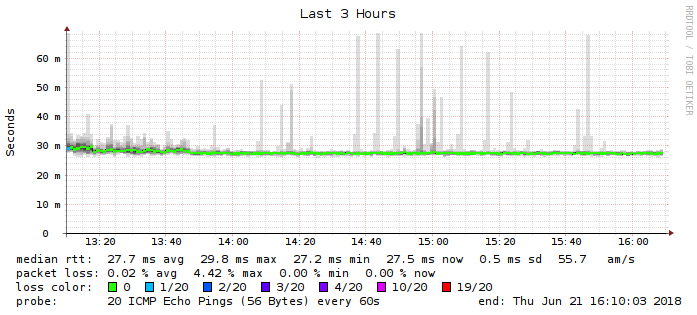 Last 3 Hours
RRDTOOL / TOBI OETIKER
Seconds
60 m
50 m
40 m
30 m
20 m
10 m
0
13:20 13:40 14:00 14:20 14:40 15:00 15:20 15:40 16:00
median rtt: 27.7 ms avg 29.8 ms max 27.2 ms min 27.5 ms now 0.5 ms sd 55.7 am/s
packet loss: 0.02 % avg 4.42 % max 0.00 % min 0.00 % now
loss color: 0 1/20 2/20 3/20 4/20 10/20 19/20
probe: 20 ICMP Echo Pings (56 Bytes) every 60s end: Thu Jun 21 16:10:03 2018